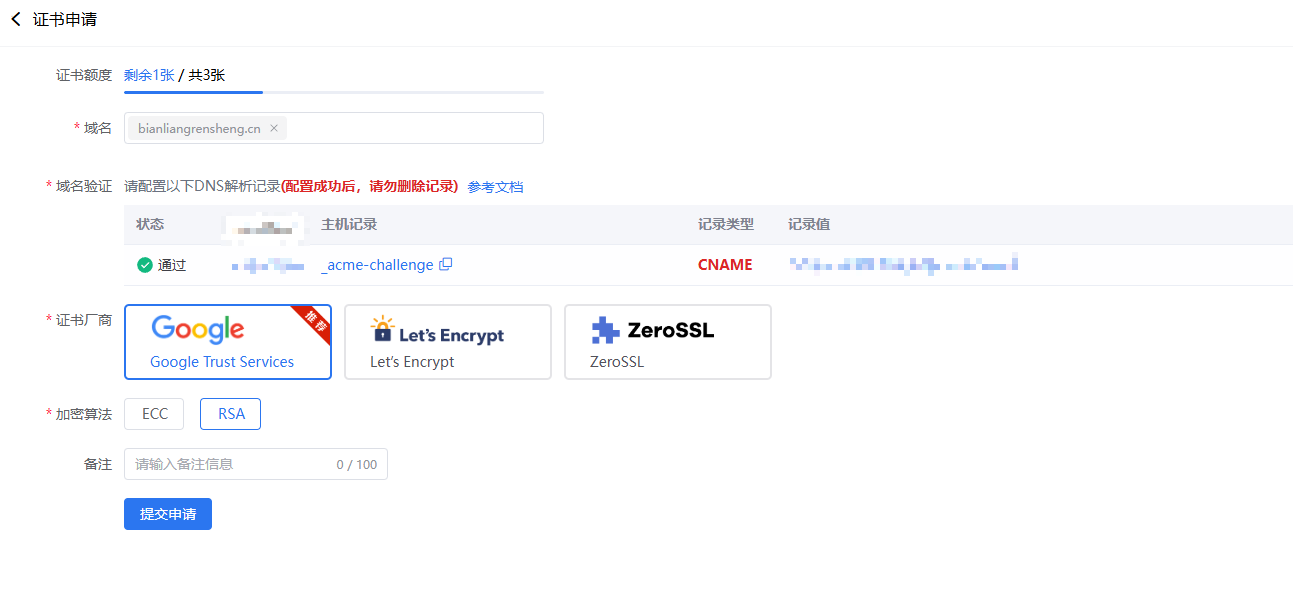 证书申请
证书额度 剩余1张 / 共3张
* 域名 bianliangrensheng.cn ×
* 域名验证 请配置以下DNS解析记录(配置成功后，请勿删除记录) 参考文档
状态 主机记录 记录类型 记录值
通过 _acme-challenge CNAME
* 证书厂商 Google 推荐 Let's Encrypt ZeroSSL
Google Trust Services Let's Encrypt ZeroSSL
* 加密算法 ECC RSA
备注 请输入备注信息 0 / 100
提交申请